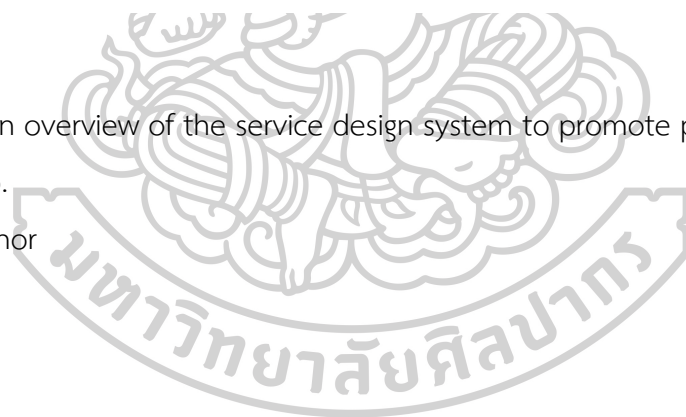 n overview of the service design system to promote p
.
nor
มหาวิทยาลัยศิลปากร